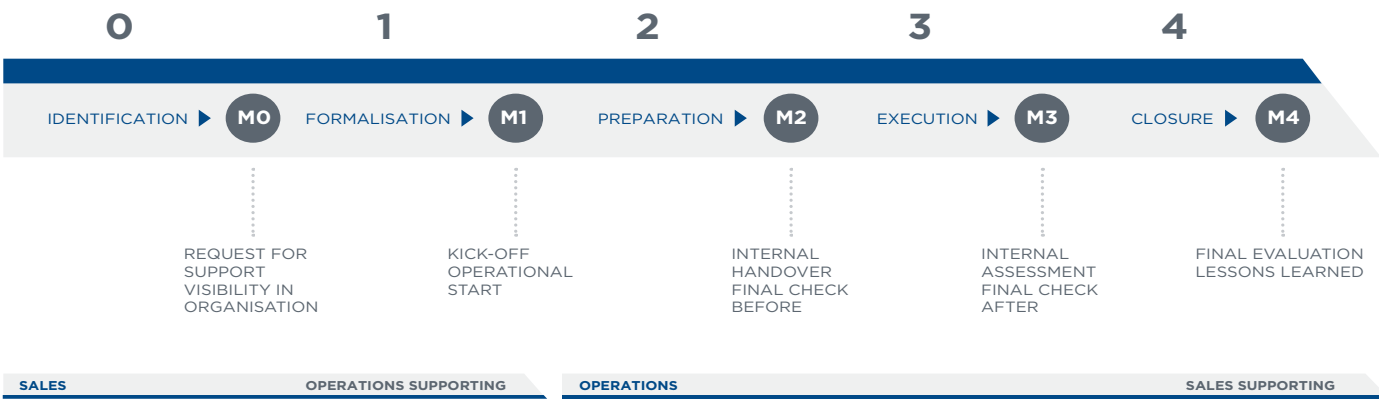 0 1 2 3 4
IDENTIFICATION M0 FORMALISATION M1 PREPARATION M2 EXECUTION M3 CLOSURE M4
REQUEST FOR
SUPPORT
VISIBILITY IN
ORGANISATION
KICK-OFF
OPERATIONAL
START
INTERNAL
HANDOVER
FINAL CHECK
BEFORE
INTERNAL
ASSESSMENT
FINAL CHECK
AFTER
FINAL EVALUATION
LESSONS LEARNED
SALES OPERATIONS SUPPORTING OPERATIONS SALES SUPPORTING